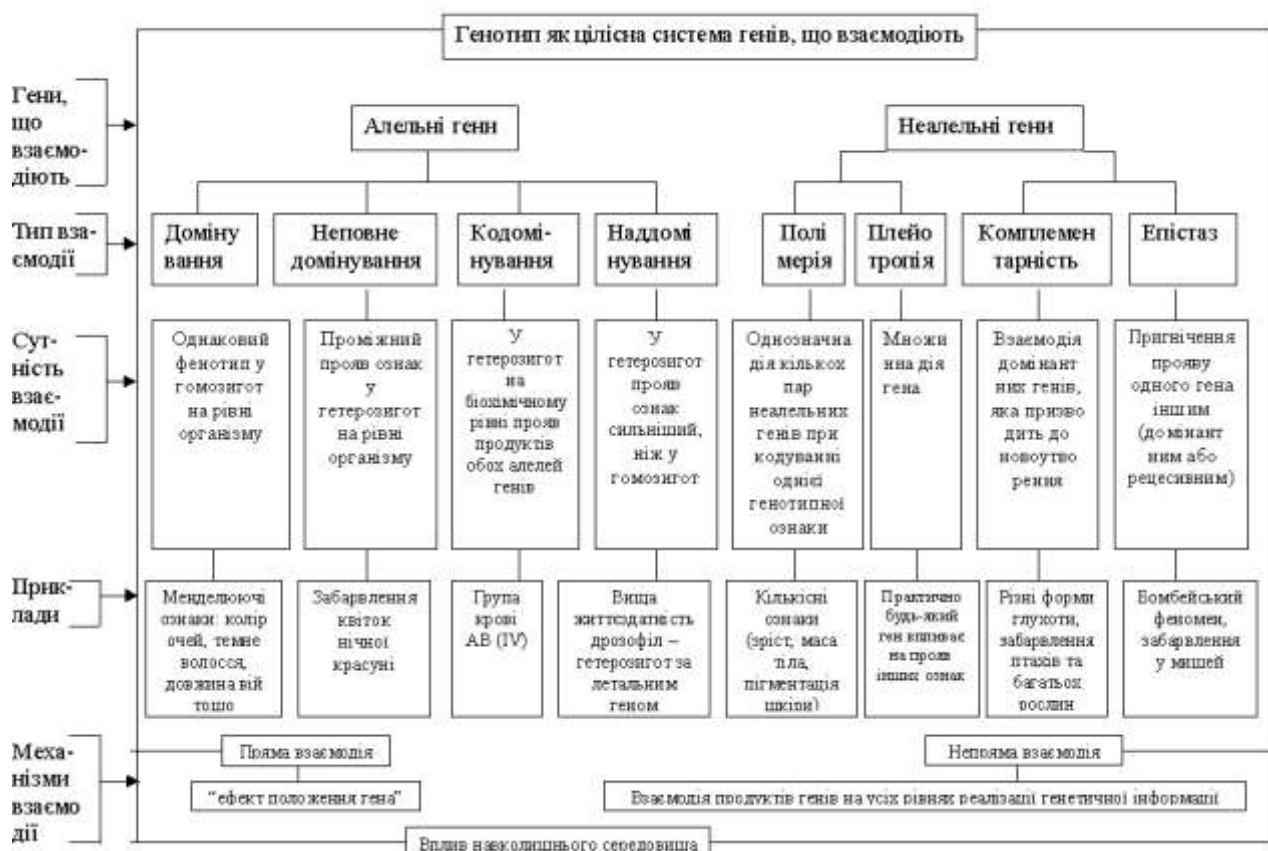 Генотип як цілісна система генів, що взаємодіють
Гени,
що
взаємо-
діють
Алельні гени
Неалельні гени
Тип вза-
ємодії
Доміну
вання
Неповне
домінування
Кодомі-
нування
Наддомі
нування
Полі
мерія
Плейо
тропія
Комплемен
тарність
Епістаз
Сут-
ність
взає-
модії
Однаковий
фенотип у
гомозигот
на рівні
організму
Проміжний
прояв ознак
у
гетерозигот
на рівні
організму
У
гетерозигот
на
біохімічному
рівні прояв
продуктів
обох алелей
генів
У
гетерозигот
прояв
ознак
сильніший,
ніж у
гомозигот
Однозначна
дія кількох
пар
неалельних
генів при
кодуванні
однієї
генотипної
ознаки
Множи
нна дія
гена
Взаємодія
домінант
них генів,
яка призво
дить до
новоутво
рення
Пригнічення
прояву
одного гена
іншим
(домінант
ним або
рецесивним)
Прик-
лади
Менделюючі
ознаки: колір
очей, темне
волосся,
довжина вій
тощо
Забарвлення
квіток
нічної
красуні
Група
крові
АВ (IV)
Вища
життєздатність
дрозофіл –
гетерозигот за
летальним
геном
Кількісні
ознаки
(зріст, маса
тіла,
пігментація
шкіри)
Практично
будь-який
ген впливає
на прояв
інших ознак
Різні форми
глухоти,
забарвлення
птахів та
багатьох
рослин
Бомбейський
феномен,
забарвлення
у мишей
Меха-
нізми
взаємо
дії
Пряма взаємодія
Непряма взаємодія
“ефект положення гена”
Взаємодія продуктів генів на усіх рівнях реалізації генетичної інформації
Вплив навколишнього середовища